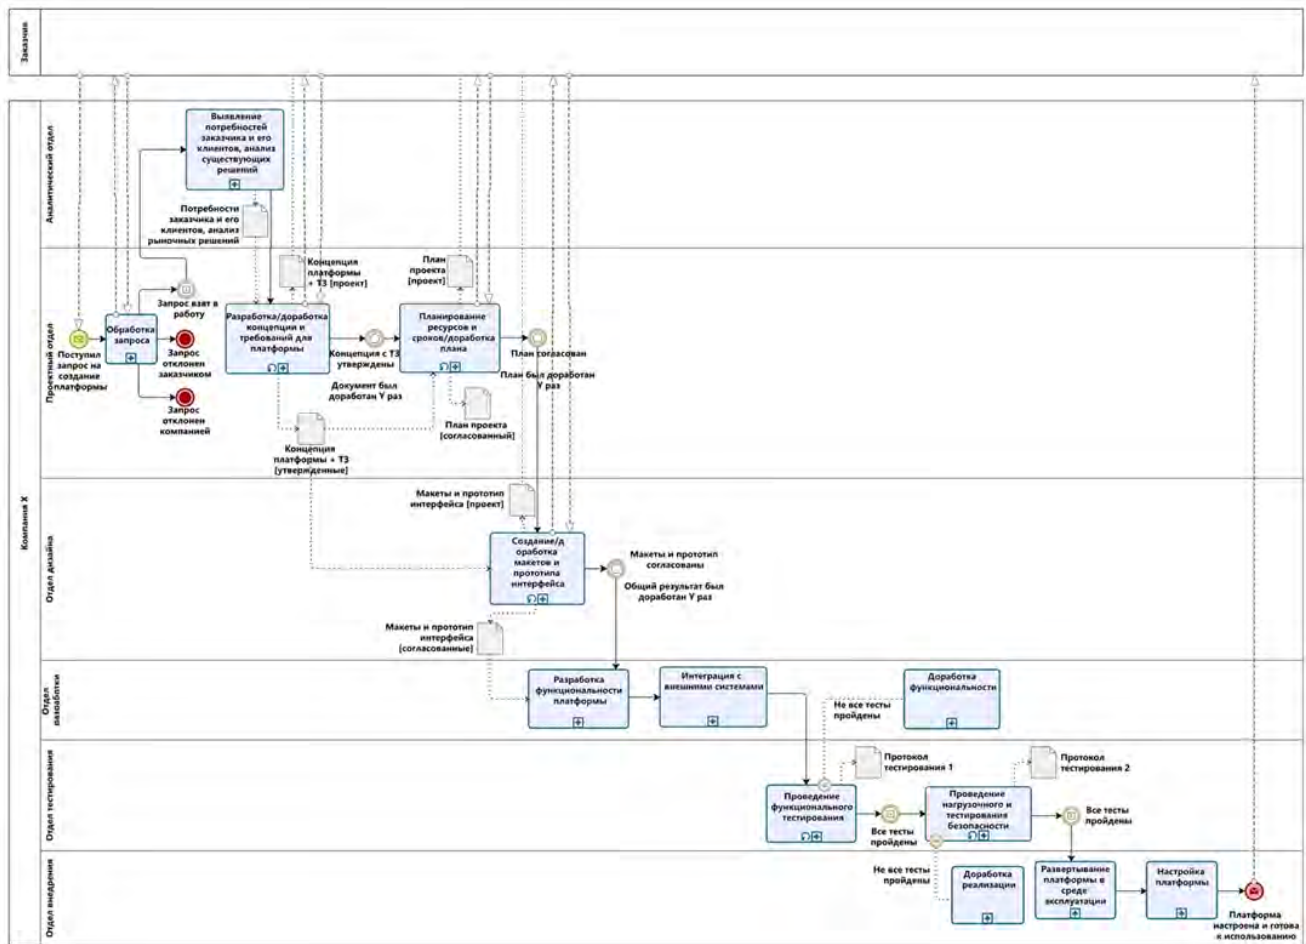 Заказчик
Компания X
Аналитический отдел
Выявление
потребностей
заказчика и его
клиентов, анализ
существующих
решений
Потребности
заказчика и его
клиентов, анализ
рыночных решений
Проектный отдел
Поступил
запрос на
создание
платформы
Обработка
запроса
Запрос взят в
работу
Запрос
отклонен
заказчиком
Запрос
отклонен
компанией
Концепция
платформы
+ ТЗ [проект]
Разработка/доработка
концепции и
требований для
платформы
Концепция с ТЗ
утверждены
Документ был
доработан Y раз
Концепция
платформы + ТЗ
[утвержденные]
План
проекта
[проект]
Планирование
ресурсов и
сроков/доработка
плана
План согласован
План был доработан
Y раз
План проекта
[согласованный]
Отдел дизайна
Макеты и прототип
интерфейса [проект]
Создание/д
оработка
макетов и
прототипа
интерфейса
Макеты и прототип
согласованы
Общий результат был
доработан Y раз
Макеты и прототип
интерфейса
[согласованные]
Отдел
разработки
Разработка
функциональности
платформы
Интеграция с
внешними системами
Не все тесты
пройдены
Доработка
функциональности
Отдел тестирования
Проведение
функционального
тестирования
Протокол
тестирования 1
Все тесты
пройдены
Проведение
нагрузочного и
тестирования
безопасности
Протокол
тестирования 2
Все тесты
пройдены
Отдел внедрения
Не все тесты
пройдены
Доработка
реализации
Развертывание
платформы в
среде
эксплуатации
Настройка
платформы
Платформа
настроена и готова
к использованию